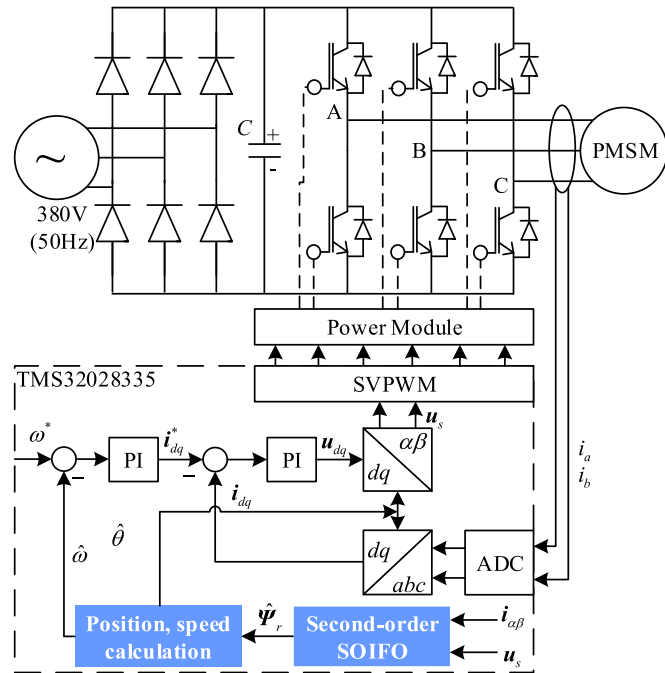 C
+
-
A
B
C
~
PMSM
380V
(50Hz)
Power Module
TMS32028335
SVPWM
ω*
PI
i*dq
PI
udq
αβ
dq
us
−
−
idq
ω̂
θ̂
dq
abc
ADC
ia
ib
Position, speed
calculation
Ψ̂r
Second-order
SOIFO
iαβ
us